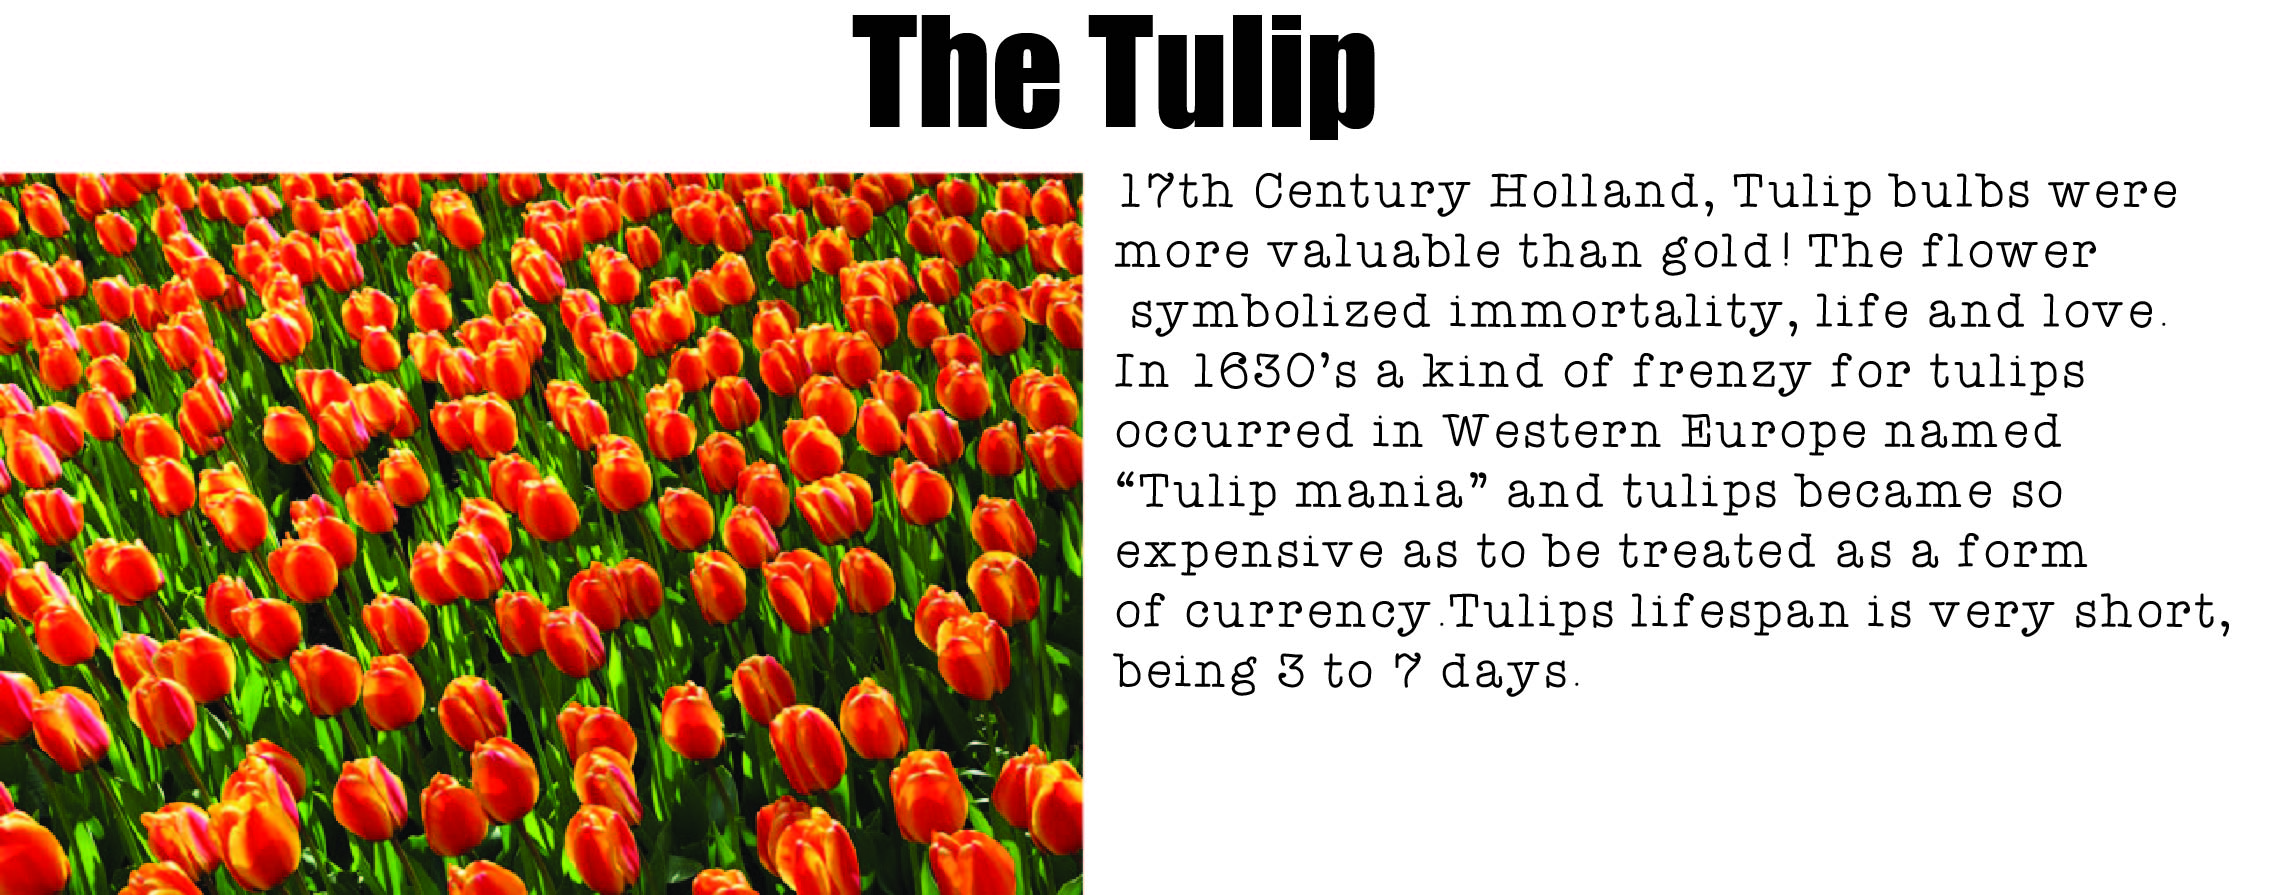 The Tulip
17th Century Holland, Tulip bulbs were
more valuable than gold! The flower
symbolized immortality, life and love.
In 1630’s a kind of frenzy for tulips
occurred in Western Europe named
“Tulip mania” and tulips became so
expensive as to be treated as a form
of currency.Tulips lifespan is very short,
being 3 to 7 days.